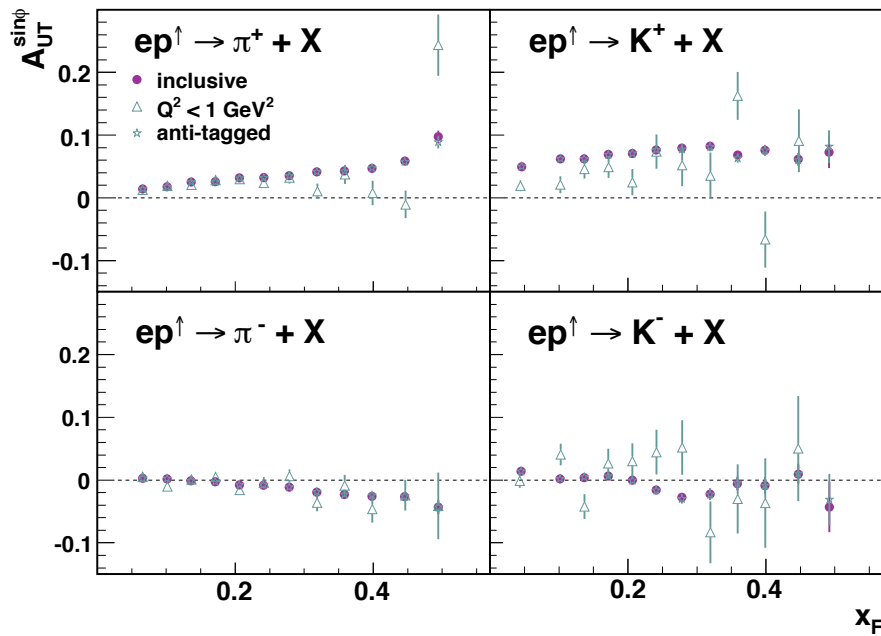 A_UT^sinϕ
ep↑ → π⁺ + X
ep↑ → K⁺ + X
inclusive
Q² < 1 GeV²
anti-tagged
0.2
0.1
0
-0.1
ep↑ → π⁻ + X
ep↑ → K⁻ + X
0.2
0.1
0
-0.1
0.2
0.4
0.2
0.4
x_F